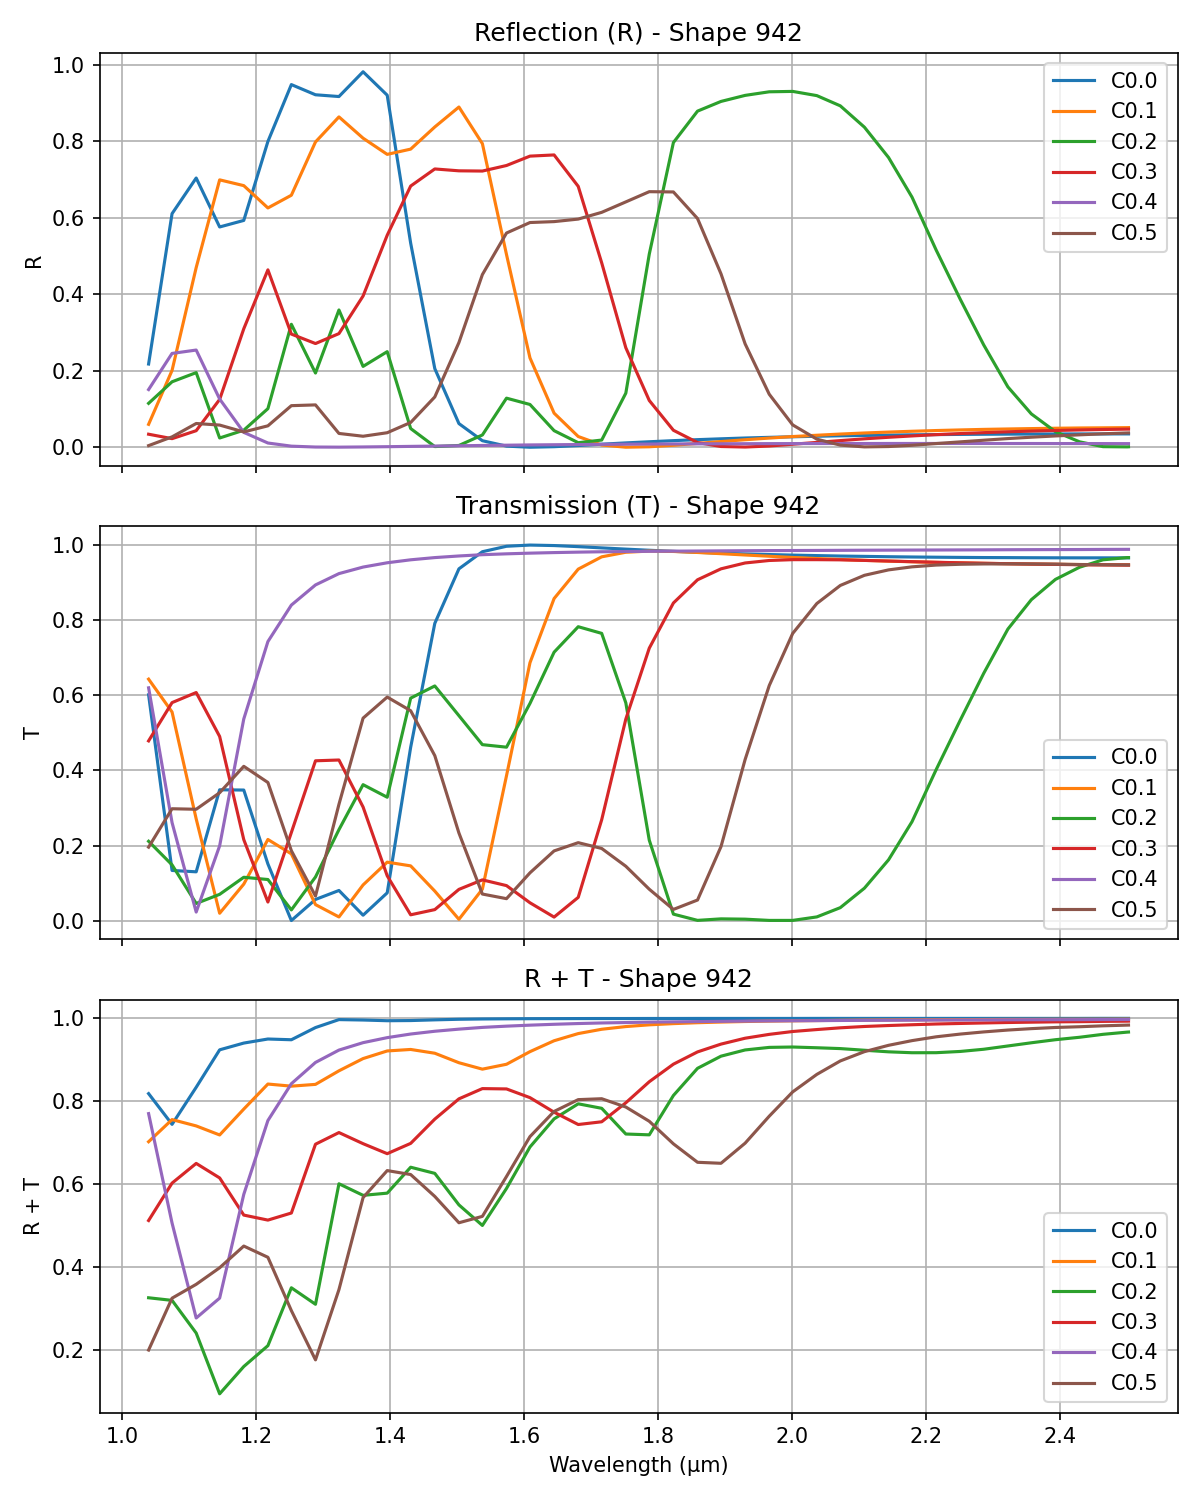 Reflection (R) - Shape 942
1.0
0.8
0.6
0.4
0.2
0.0
R
C0.0
C0.1
C0.2
C0.3
C0.4
C0.5
Transmission (T) - Shape 942
1.0
0.8
0.6
0.4
0.2
0.0
T
C0.0
C0.1
C0.2
C0.3
C0.4
C0.5
R + T - Shape 942
1.0
0.8
0.6
0.4
0.2
R + T
C0.0
C0.1
C0.2
C0.3
C0.4
C0.5
1.0 1.2 1.4 1.6 1.8 2.0 2.2 2.4
Wavelength (µm)